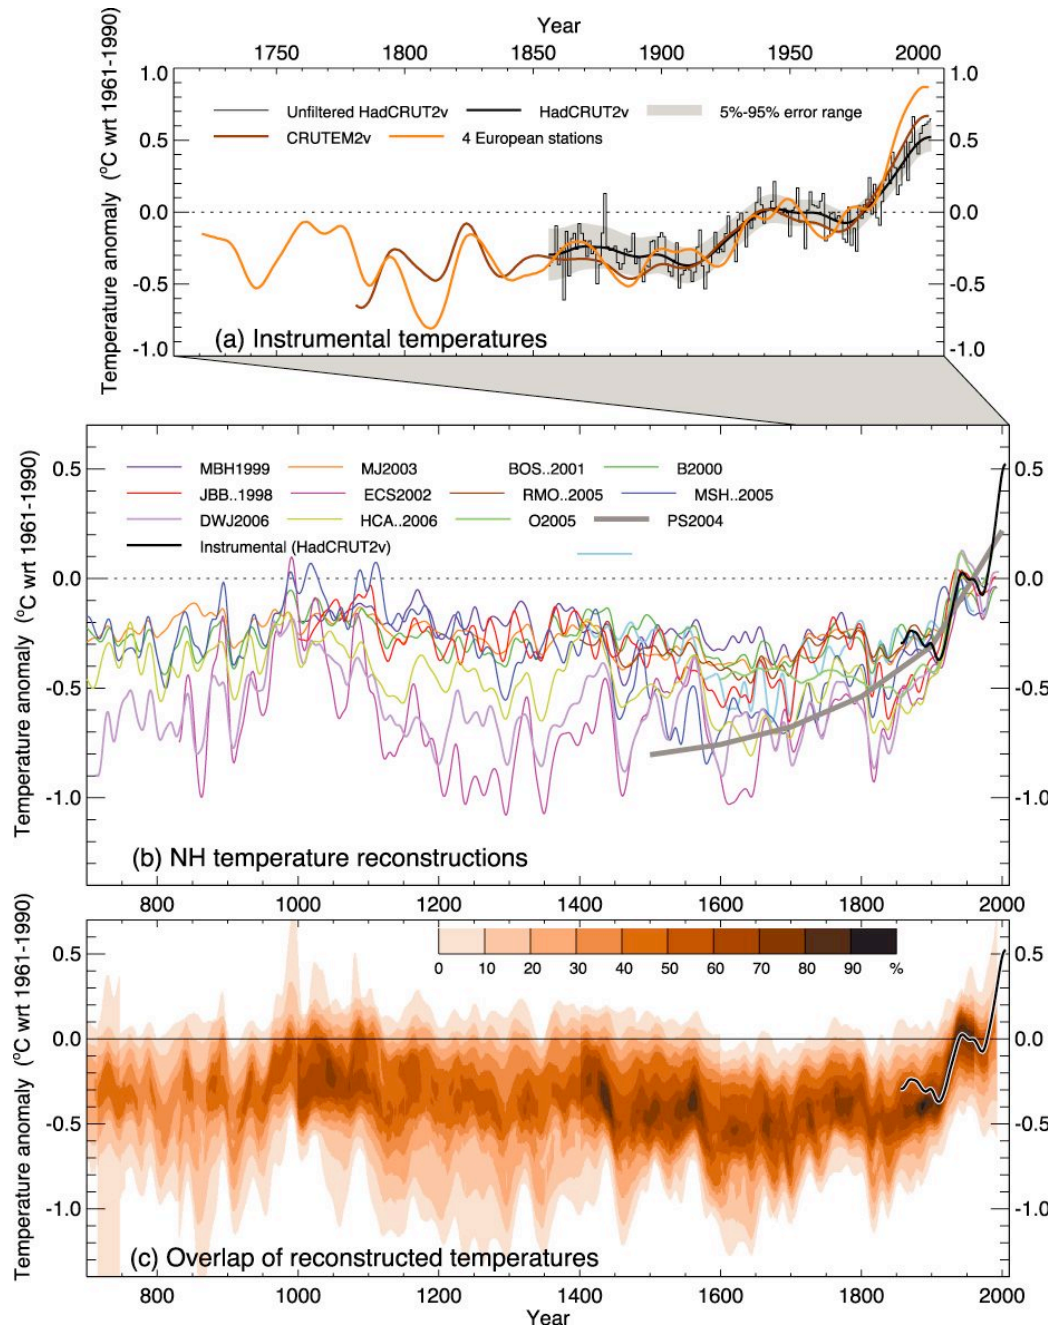 Year
1750 1800 1850 1900 1950 2000
Temperature anomaly (°C wrt 1961-1990)
1.0 1.0
Unfiltered HadCRUT2v HadCRUT2v 5%-95% error range
CRUTEM2v 4 European stations
0.5 0.5
0.0 0.0
-0.5 -0.5
-1.0 -1.0
(a) Instrumental temperatures
Temperature anomaly (°C wrt 1961-1990)
0.5 0.5
MBH1999 MJ2003 BOS..2001 B2000
JBB..1998 ECS2002 RMO..2005 MSH..2005
DWJ2006 HCA..2006 O2005 PS2004
Instrumental (HadCRUT2v)
0.0 0.0
-0.5 -0.5
-1.0 -1.0
(b) NH temperature reconstructions
800 1000 1200 1400 1600 1800 2000
Temperature anomaly (°C wrt 1961-1990)
0.5 0.5
0 10 20 30 40 50 60 70 80 90 %
0.0 0.0
-0.5 -0.5
-1.0 -1.0
(c) Overlap of reconstructed temperatures
800 1000 1200 1400 1600 1800 2000
Year